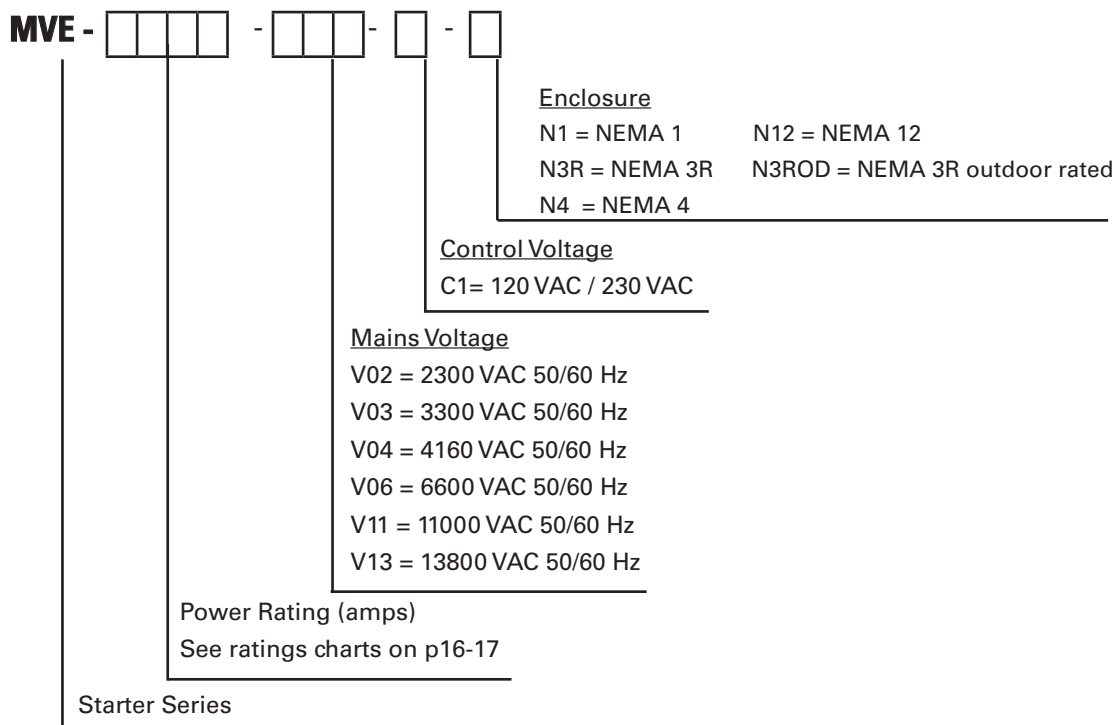 MVE - - - -
Enclosure
N1 = NEMA 1 N12 = NEMA 12
N3R = NEMA 3R N3ROD = NEMA 3R outdoor rated
N4 = NEMA 4
Control Voltage
C1= 120 VAC / 230 VAC
Mains Voltage
V02 = 2300 VAC 50/60 Hz
V03 = 3300 VAC 50/60 Hz
V04 = 4160 VAC 50/60 Hz
V06 = 6600 VAC 50/60 Hz
V11 = 11000 VAC 50/60 Hz
V13 = 13800 VAC 50/60 Hz
Power Rating (amps)
See ratings charts on p16-17
Starter Series